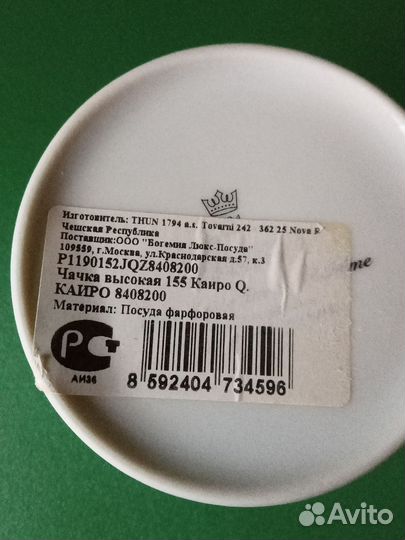 Изготовитель: THUN 1794 a.s. Tovarni 242 362 25 Nova R
Чешская Республика
Поставщик:ООО "Богемия Люкс-Посуда"
109559, г.Москва, ул.Краснодарская д.57, к.3
P1190152JQZ8408200
Чачка высокая 155 Каиро Q.
КАИРО 8408200
Материал: Посуда фарфоровая
РСТ
АИ36
8 592404 734596
Avito